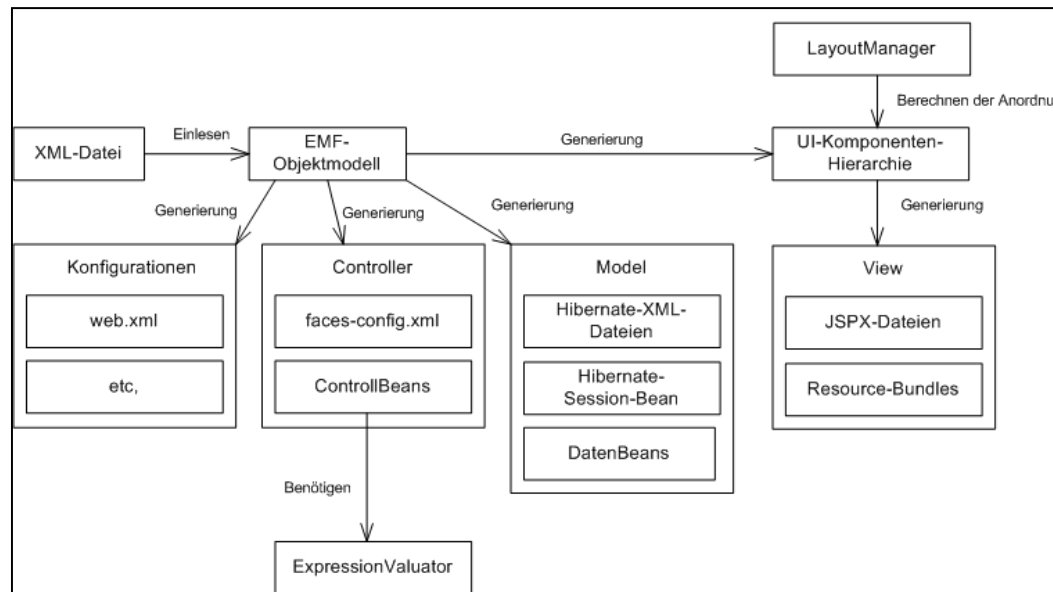 LayoutManager
Berechnen der Anordnu
XML-Datei
Einlesen
EMF-
Objektmodell
Generierung
UI-Komponenten-
Hierarchie
Generierung
Generierung
Generierung
Generierung
Konfigurationen
web.xml
etc,
Controller
faces-config.xml
ControllBeans
Model
Hibernate-XML-
Dateien
Hibernate-
Session-Bean
DatenBeans
View
JSPX-Dateien
Resource-Bundles
Benötigen
ExpressionValuator